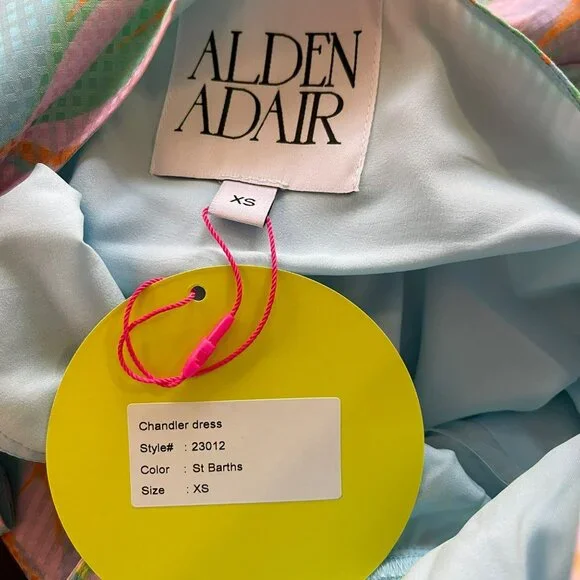 ALDEN
ADAIR
XS
Chandler dress
Style# : 23012
Color : St Barths
Size : XS